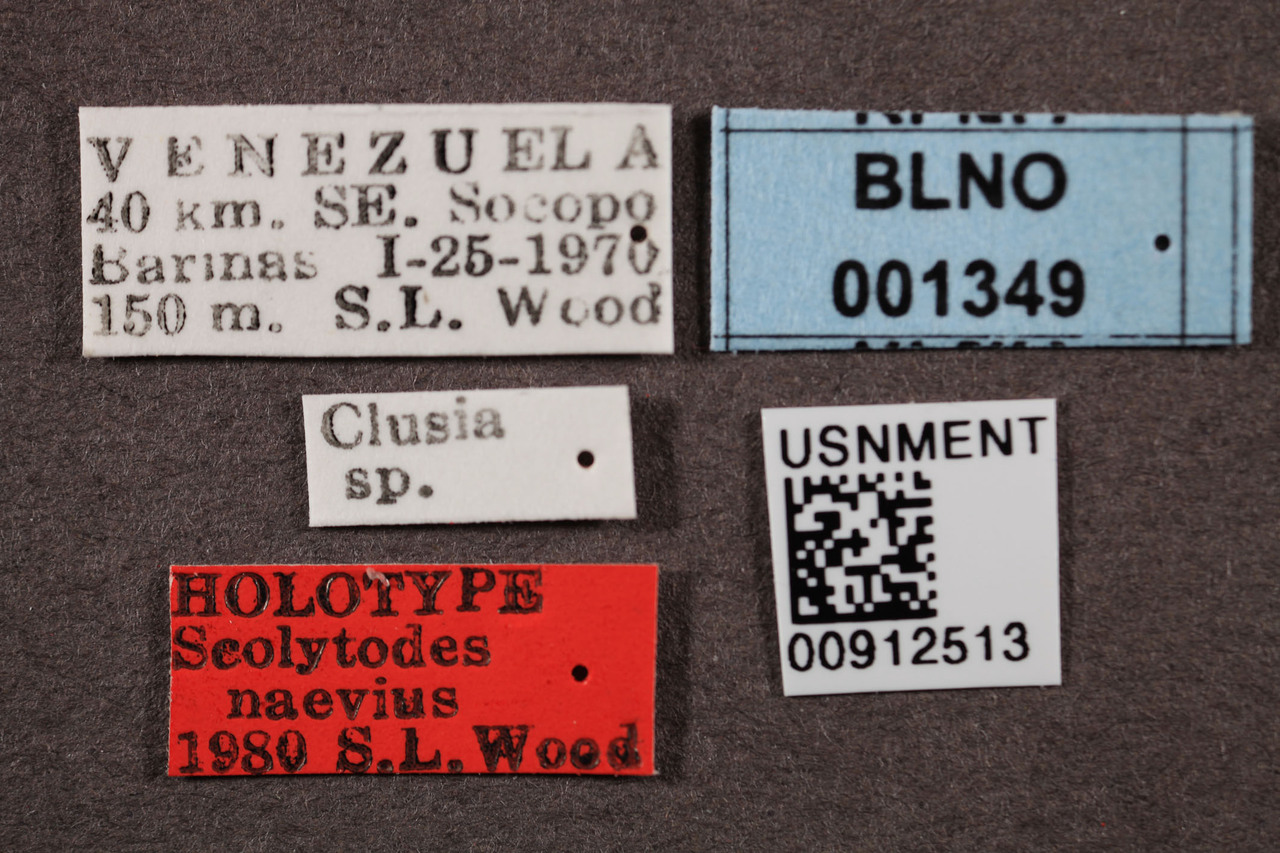 VENEZUELA
40 km. SE. Socopo
Barinas I-25-1970
150 m. S.L. Wood
BLNO
001349
Clusia
sp.
USNMENT
00912513
HOLOTYPE
Scolytodes
naevius
1980 S.L. Wood